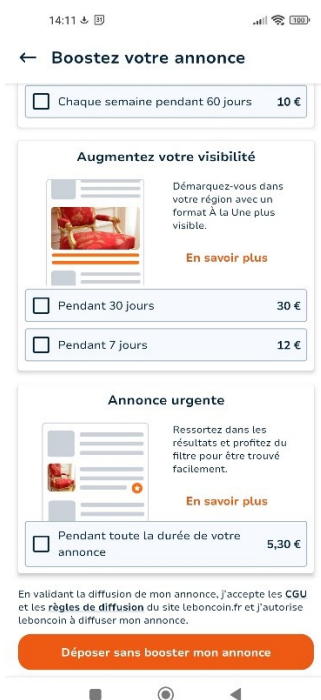 14:11
31
100
Boostez votre annonce
Chaque semaine pendant 60 jours 10 €
Augmentez votre visibilité
Démarquez-vous dans
votre région avec un
format À la Une plus
visible.
En savoir plus
Pendant 30 jours 30 €
Pendant 7 jours 12 €
Annonce urgente
Ressortez dans les
résultats et profitez du
filtre pour être trouvé
facilement.
En savoir plus
Pendant toute la durée de votre
annonce 5,30 €
En validant la diffusion de mon annonce, j'accepte les CGU
et les règles de diffusion du site leboncoin.fr et j'autorise
leboncoin à diffuser mon annonce.
Déposer sans booster mon annonce